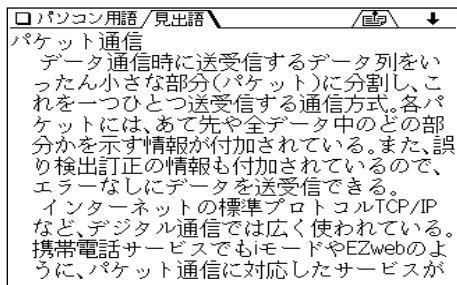 パソコン用語/見出語
パケット通信
データ通信時に送受信するデータ列をい
ったん小さな部分(パケット)に分割し、こ
れを一つひとつ送受信する通信方式。各パ
ケットには、あて先や全データ中のどの部
分かを示す情報が付加されている。また、誤
り検出訂正の情報も付加されているので、
エラーなしにデータを送受信できる。
インターネットの標準プロトコルTCP/IP
など、デジタル通信では広く使われている。
携帯電話サービスでもiモードやEZwebのよ
うに、パケット通信に対応したサービスが